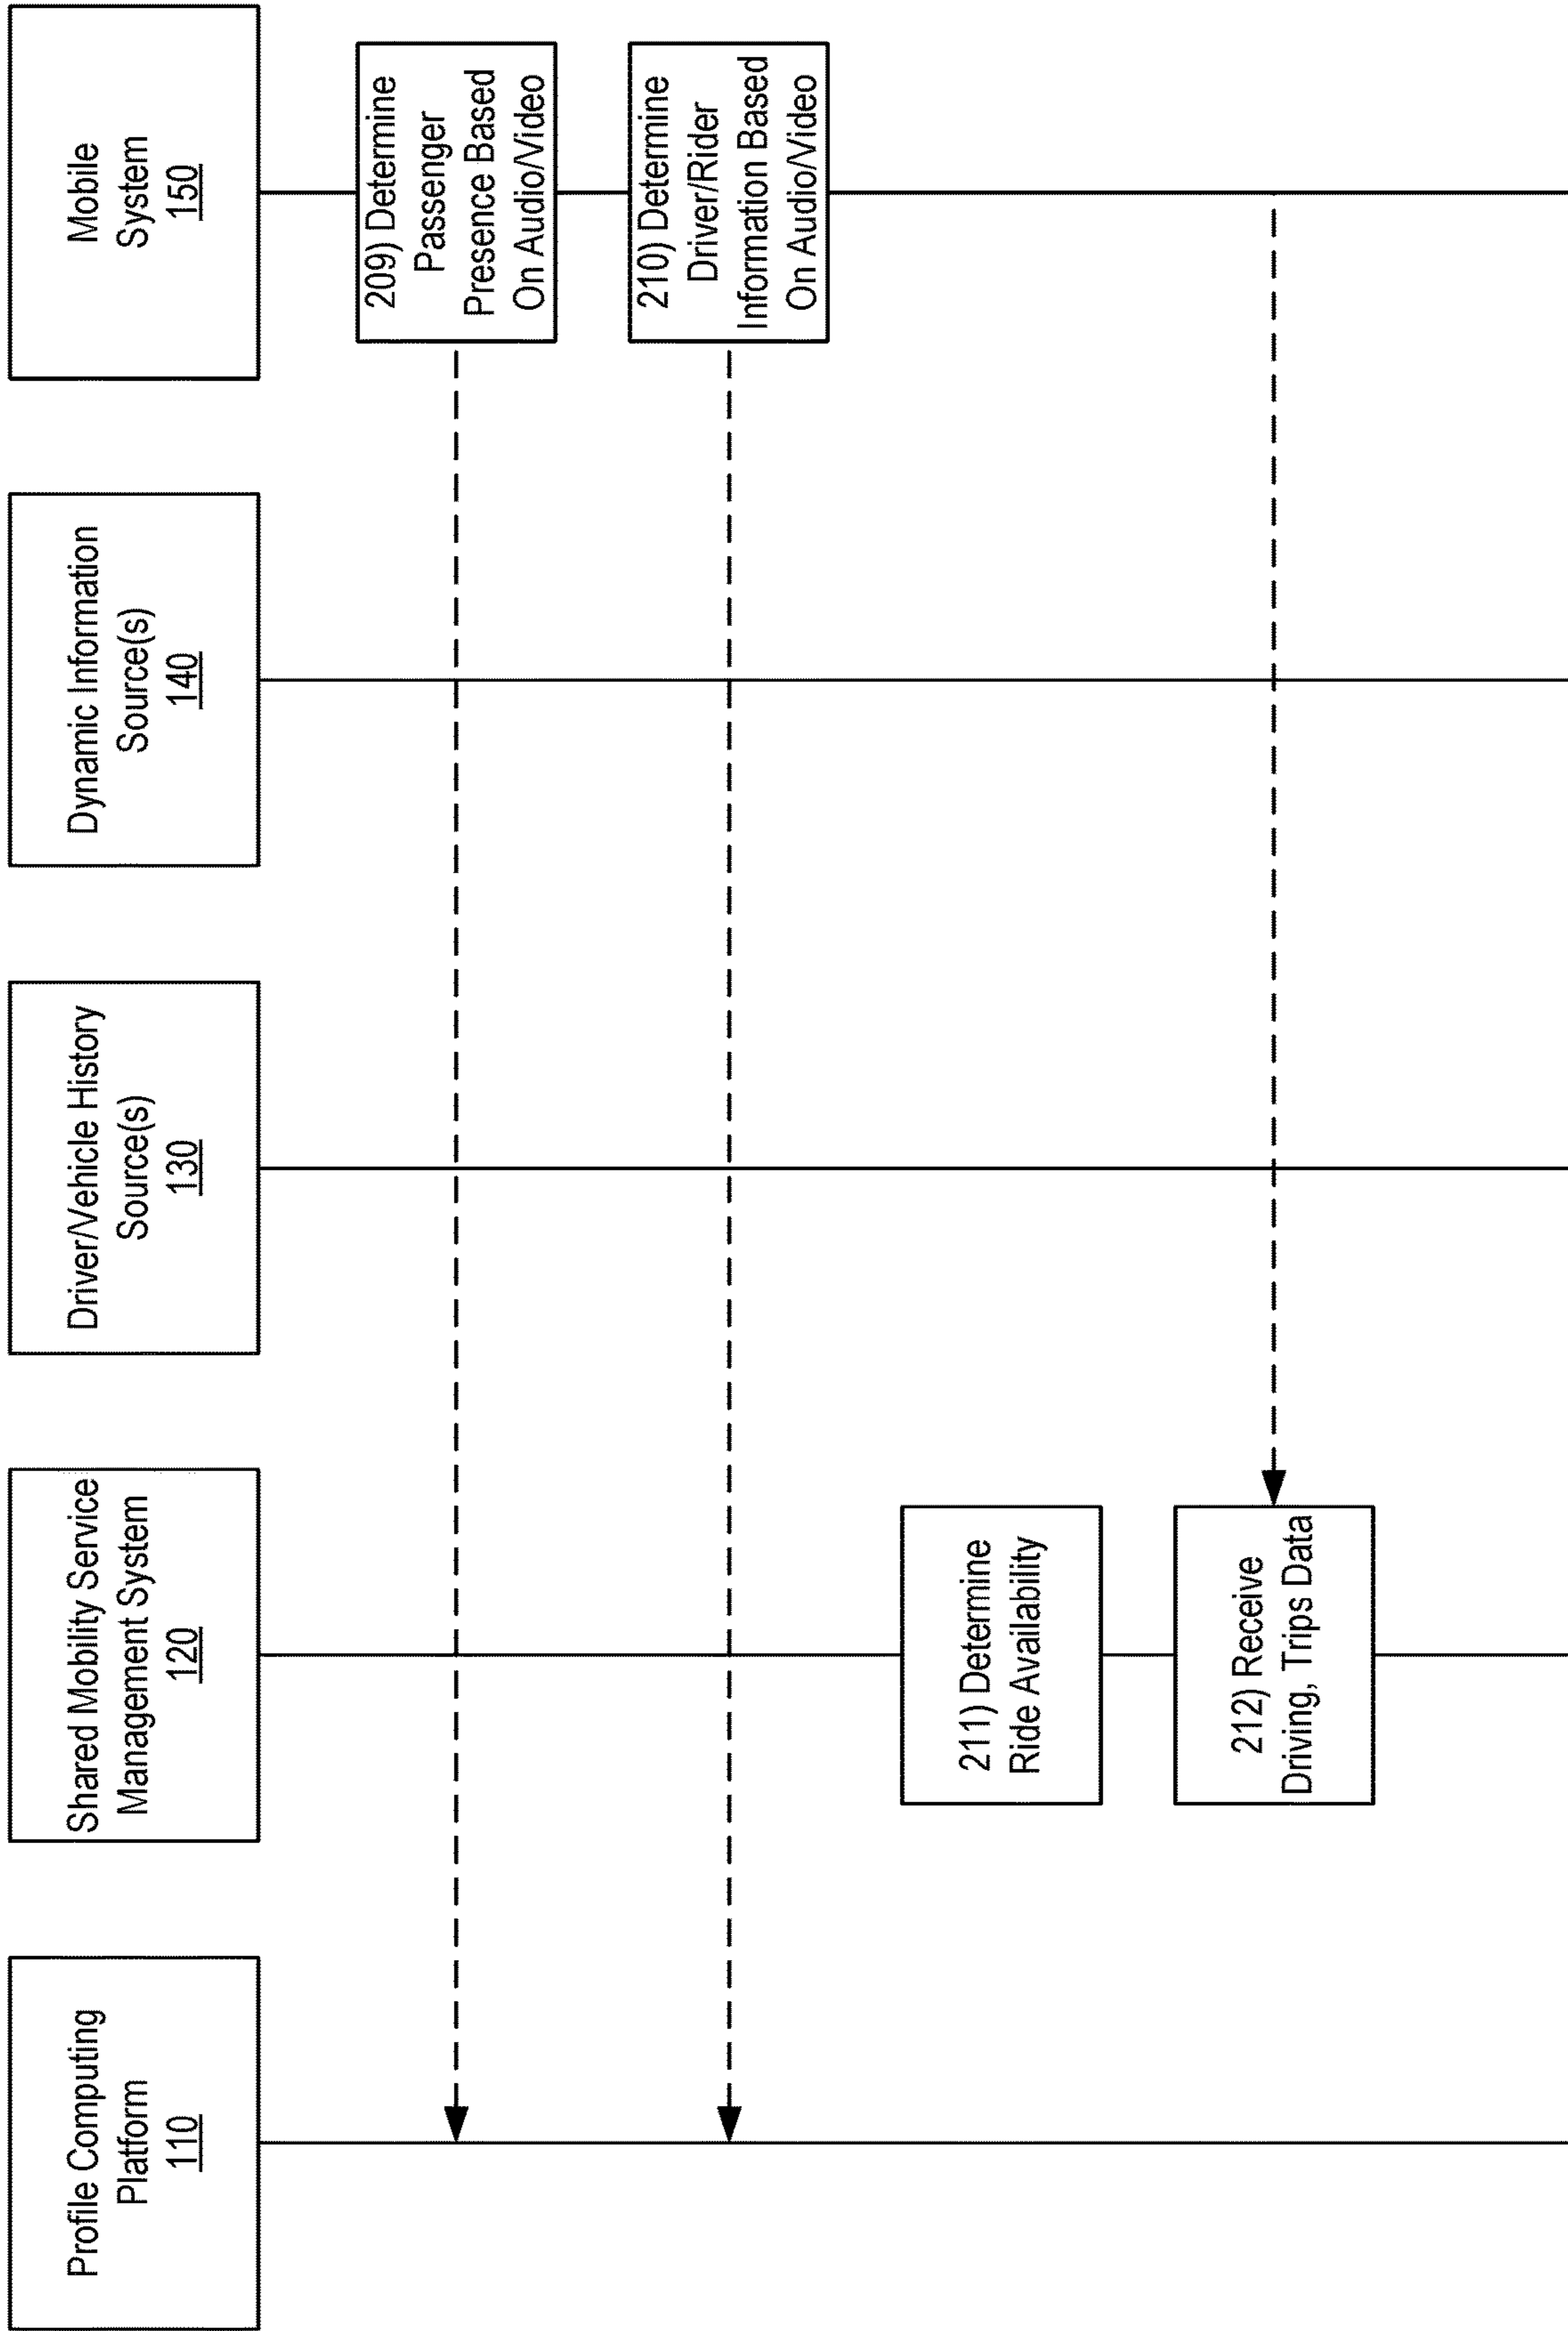 Profile Computing
Platform
110
Shared Mobility Service
Management System
120
Driver/Vehicle History
Source(s)
130
Dynamic Information
Source(s)
140
Mobile
System
150
209) Determine
Passenger
Presence Based
On Audio/Video
210) Determine
Driver/Rider
Information Based
On Audio/Video
211) Determine
Ride Availability
212) Receive
Driving, Trips Data